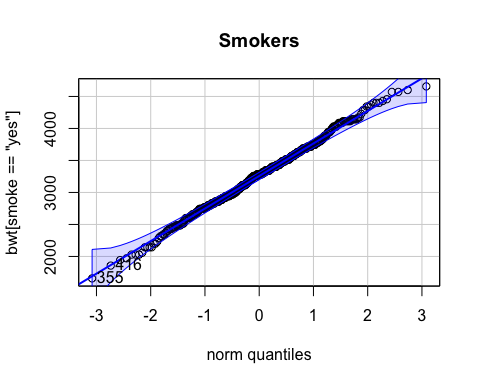 Smokers
bwt[smoke == "yes"]
4000
3000
2000
416
355
-3 -2 -1 0 1 2 3
norm quantiles